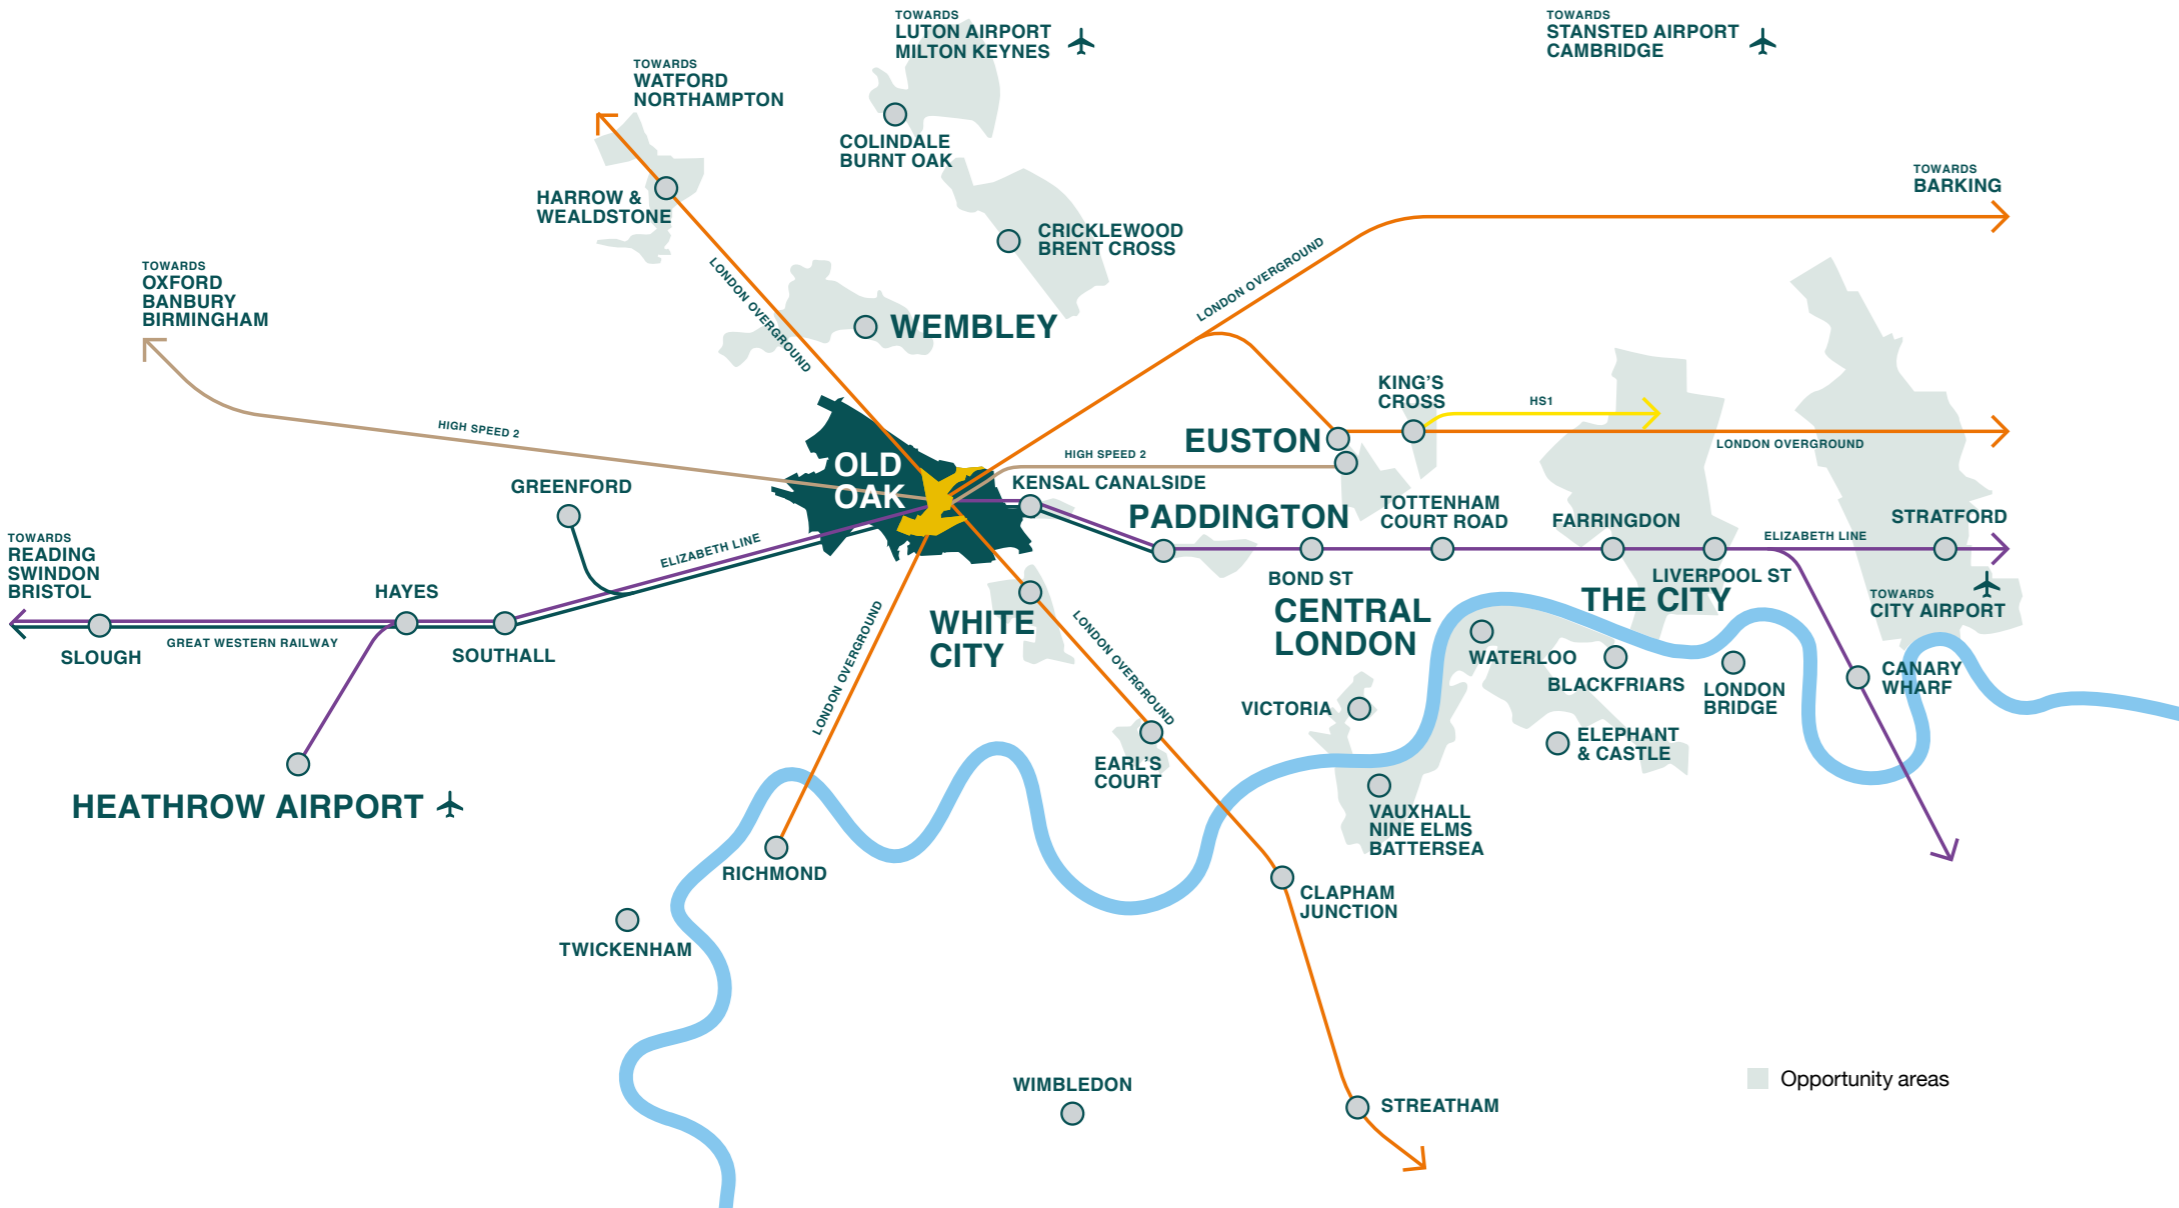 TOWARDS
LUTON AIRPORT
MILTON KEYNES
TOWARDS
STANSTED AIRPORT
CAMBRIDGE
TOWARDS
WATFORD
NORTHAMPTON
COLINDALE
BURNT OAK
TOWARDS
BARKING
HARROW &
WEALDSTONE
CRICKLEWOOD
BRENT CROSS
LONDON OVERGROUND
LONDON OVERGROUND
TOWARDS
OXFORD
BANBURY
BIRMINGHAM
WEMBLEY
KING'S
CROSS
HS1
HIGH SPEED 2
EUSTON
LONDON OVERGROUND
HIGH SPEED 2
OLD
OAK
GREENFORD
KENSAL CANALSIDE
PADDINGTON
TOTTENHAM
COURT ROAD
FARRINGDON
STRATFORD
ELIZABETH LINE
ELIZABETH LINE
TOWARDS
READING
SWINDON
BRISTOL
HAYES
BOND ST
LIVERPOOL ST
THE CITY
TOWARDS
CITY AIRPORT
CENTRAL
LONDON
WHITE
CITY
GREAT WESTERN RAILWAY
SLOUGH
SOUTHALL
LONDON OVERGROUND
LONDON OVERGROUND
WATERLOO
BLACKFRIARS
LONDON
BRIDGE
CANARY
WHARF
VICTORIA
ELEPHANT
& CASTLE
EARL'S
COURT
HEATHROW AIRPORT
VAUXHALL
NINE ELMS
BATTERSEA
RICHMOND
CLAPHAM
JUNCTION
TWICKENHAM
WIMBLEDON
STREATHAM
Opportunity areas